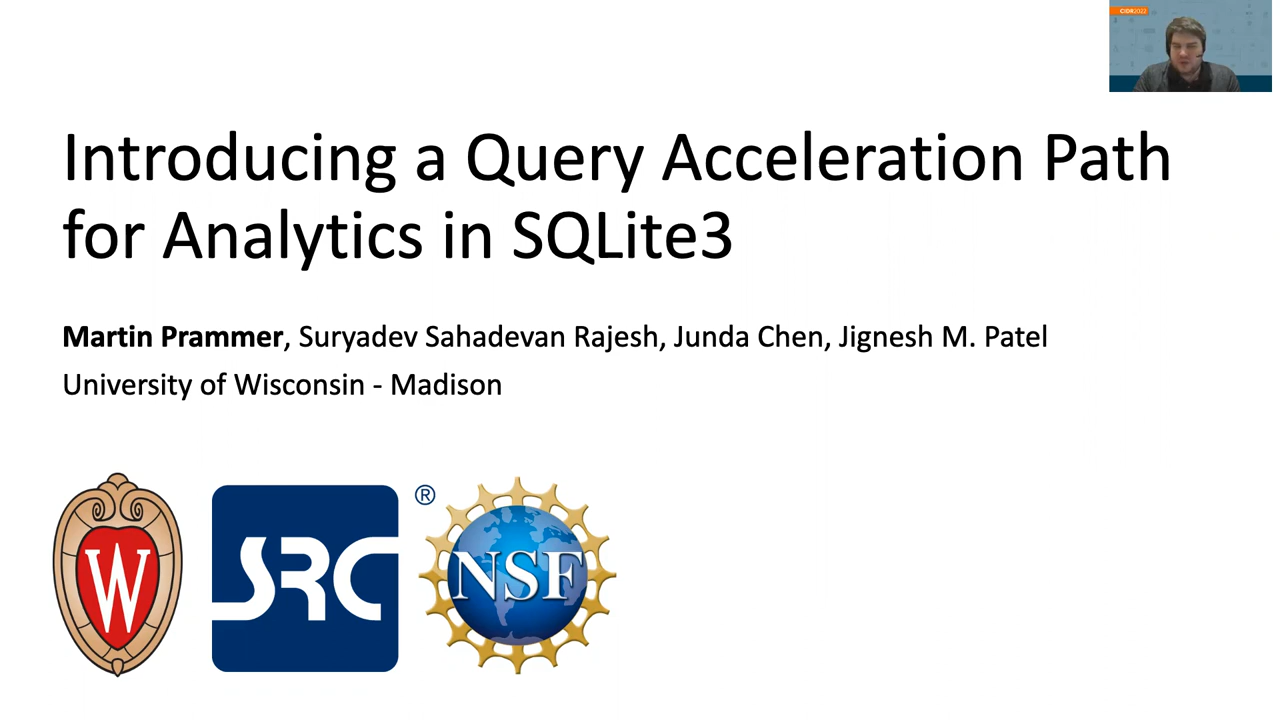 CIDR2022
Introducing a Query Acceleration Path
for Analytics in SQLite3
Martin Prammer, Suryadev Sahadevan Rajesh, Junda Chen, Jignesh M. Patel
University of Wisconsin - Madison
W
SRC
®
NSF